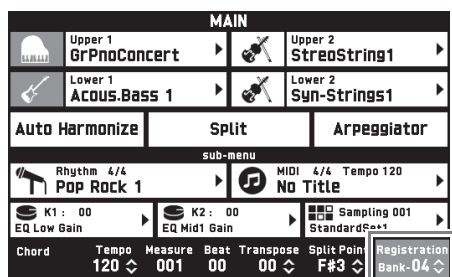 MAIN
Upper 1
GrPnoConcert
Upper 2
StreoString1
Lower 1
Acous.Bass 1
Lower 2
Syn-Strings1
Auto Harmonize
Split
Arpeggiator
sub-menu
Rhythm 4/4
Pop Rock 1
MIDI 4/4 Tempo 120
No Title
K1: 00
EQ Low Gain
K2: 00
EQ Mid1 Gain
Sampling 001
StandardSet1
Chord Tempo Measure Beat Transpose Split Point Registration
120 001 00 00 F#3 Bank-04